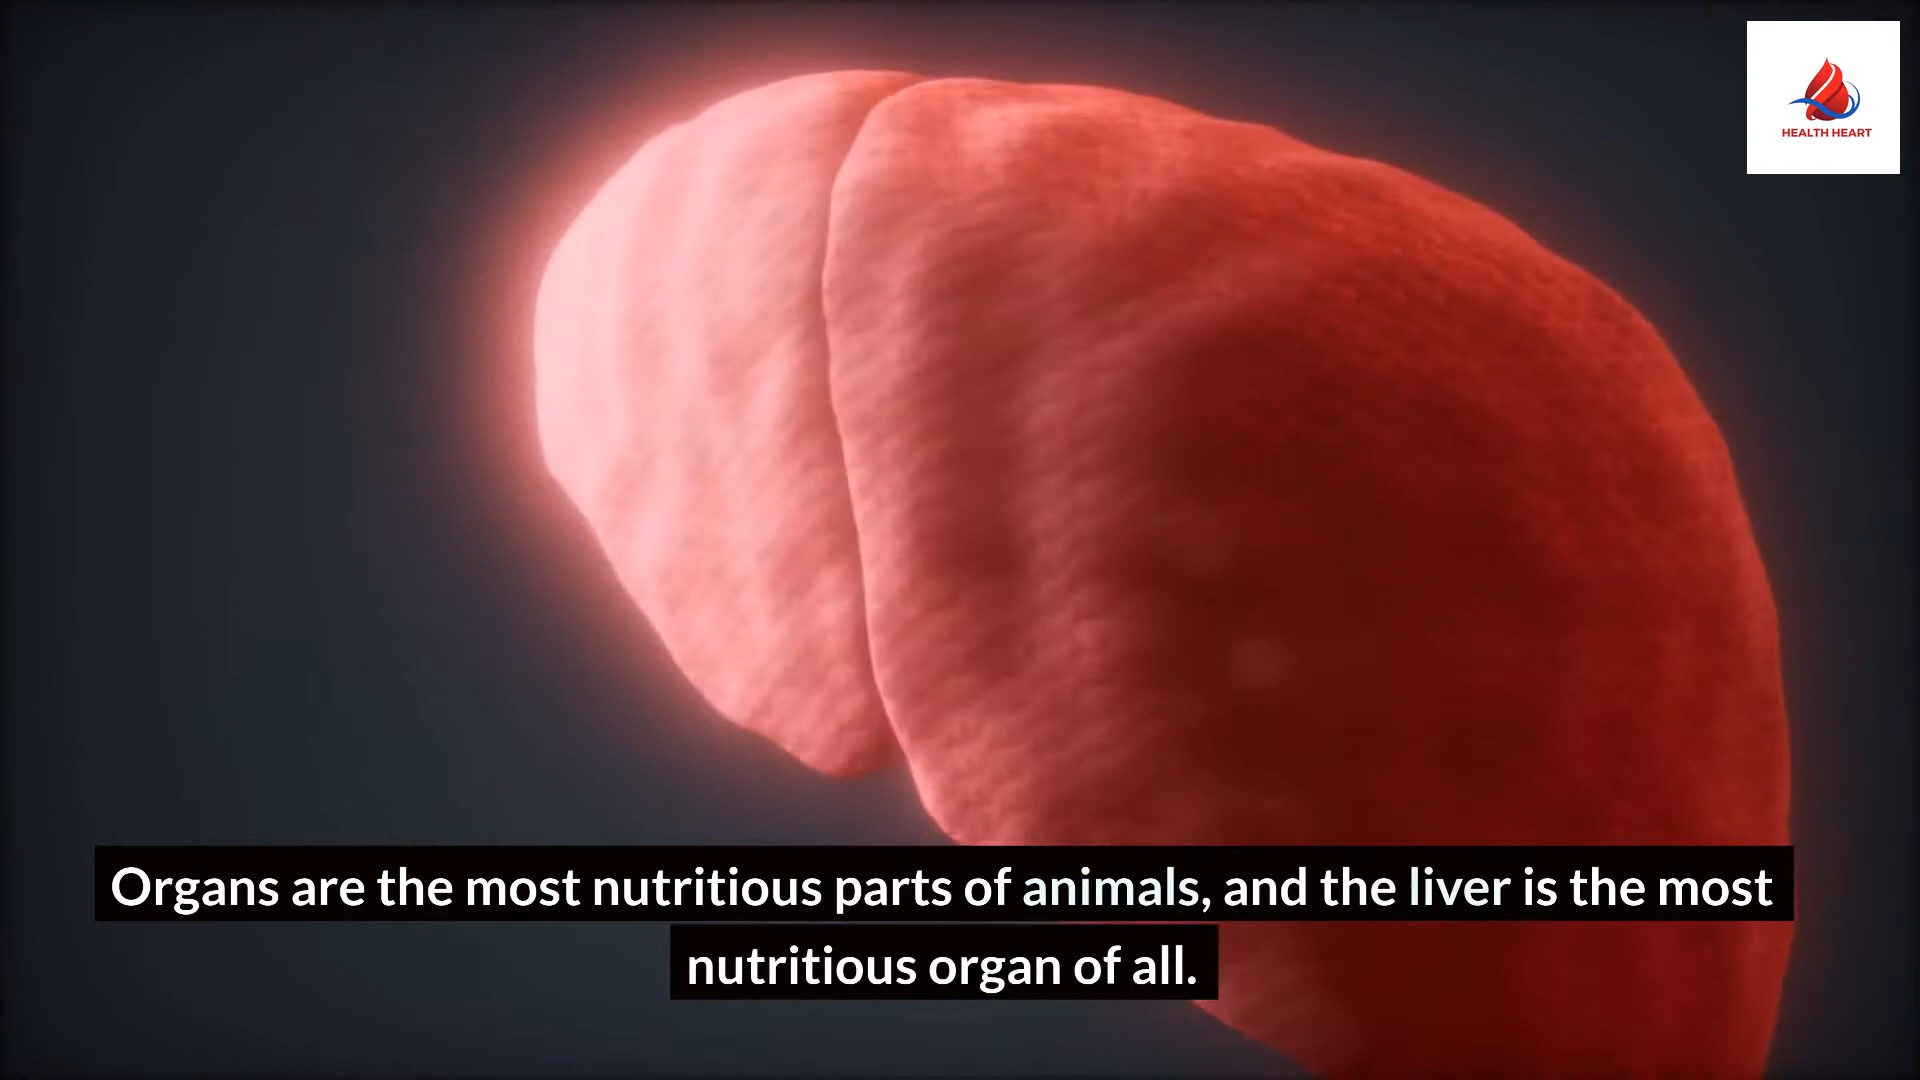 HEALTH HEART
Organs are the most nutritious parts of animals, and the liver is the most
nutritious organ of all.